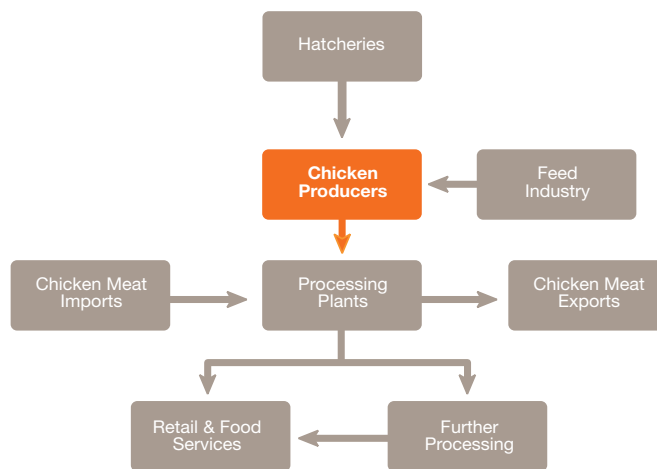 Hatcheries
Chicken
Producers
Feed
Industry
Chicken Meat
Imports
Processing
Plants
Chicken Meat
Exports
Retail & Food
Services
Further
Processing